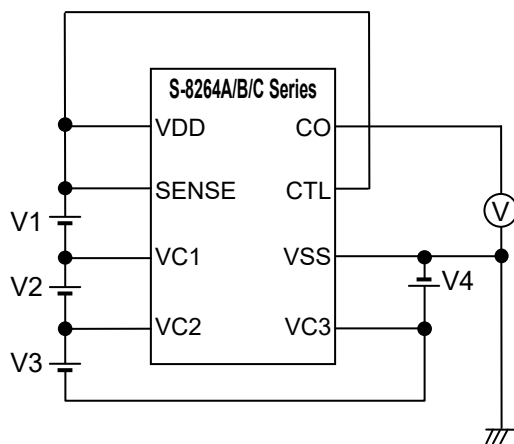 S-8264A/B/C Series
VDD CO
SENSE CTL
V1
VC1 VSS
V2 V4
VC2 VC3
V3
V